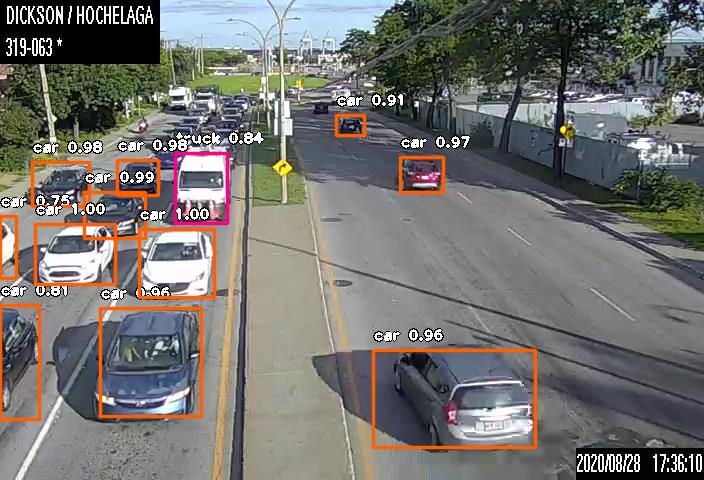 DICKSON / HOCHELAGA
319-063 *
car 0.91
truck 0.84
car 0.98
car 0.98
car 0.97
car 0.99
0.75
car 1.00
car 1.00
car 0.81
car 0.96
car 0.96
2020/08/28 17:36:10